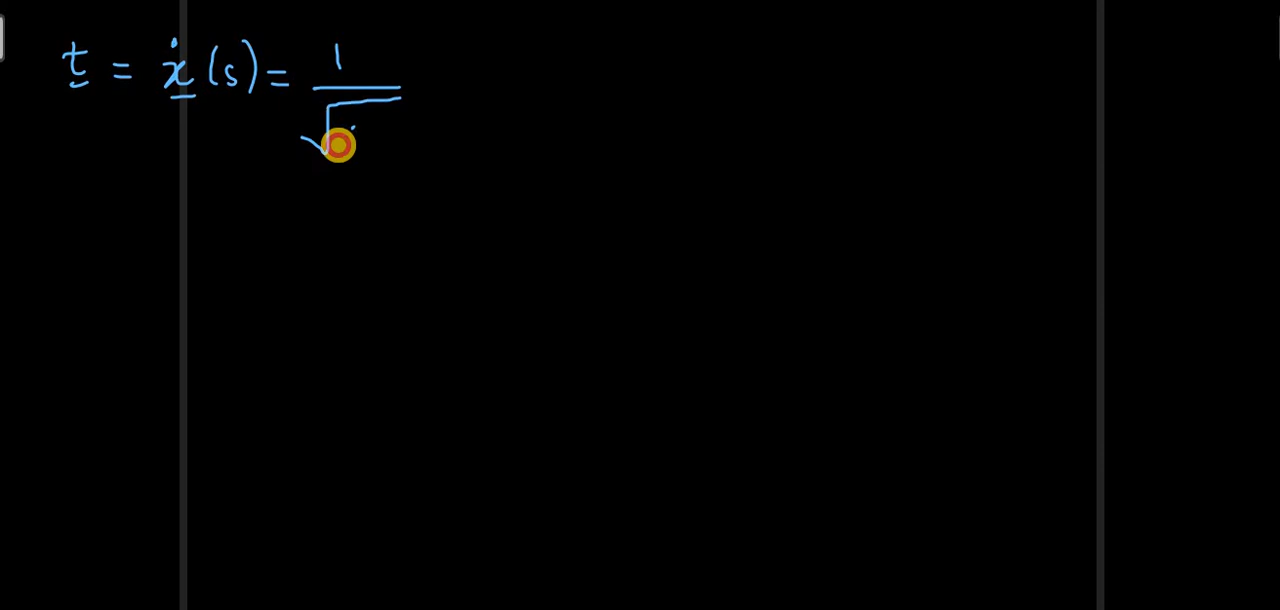 t = ẋ(s) = 1/√